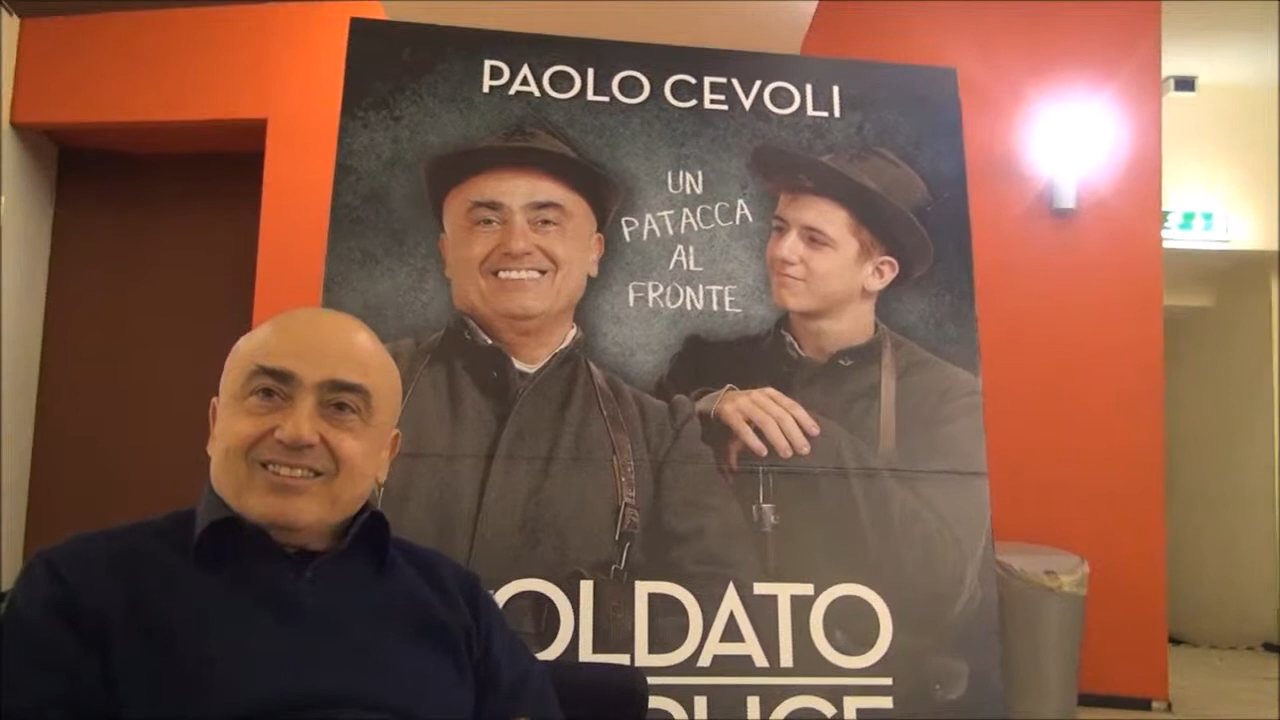 PAOLO CEVOLI
UN
PATACCA
AL
FRONTE
OLDATO